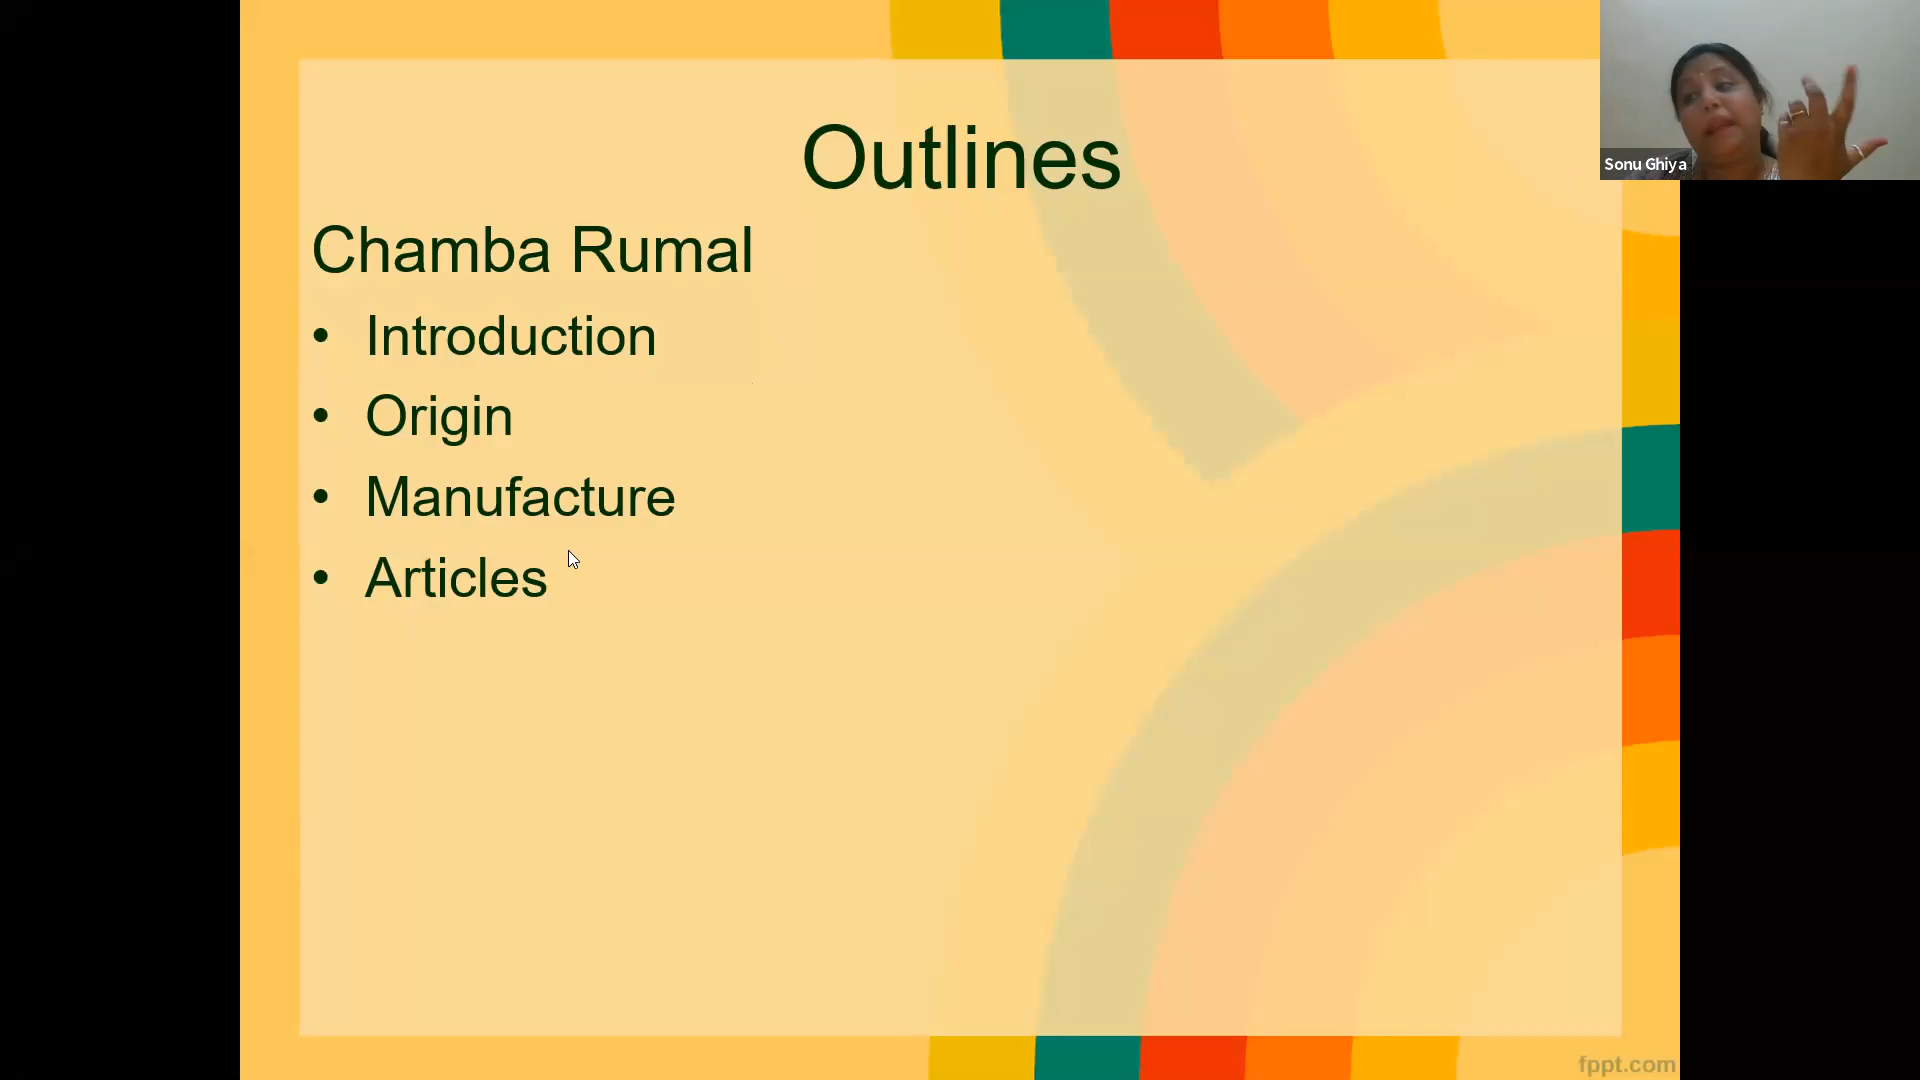 Outlines
Sonu Ghiya
Chamba Rumal
• Introduction
• Origin
• Manufacture
• Articles
fppt.com